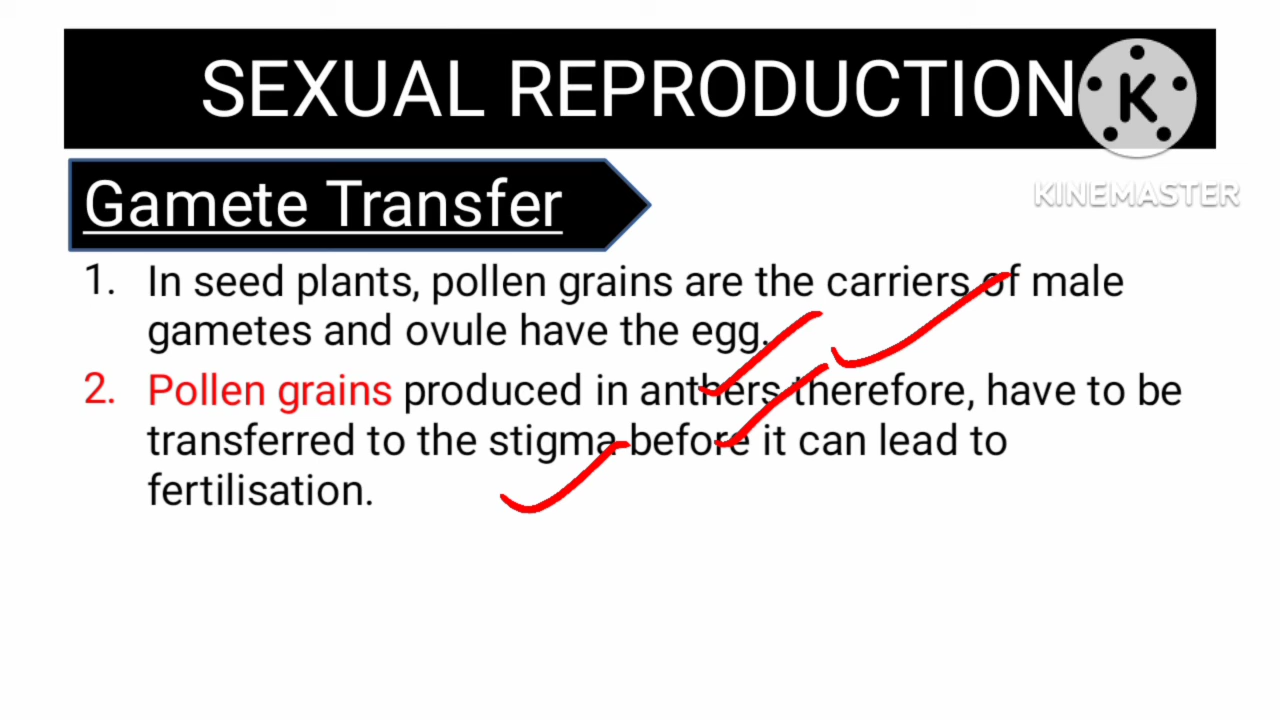 SEXUAL REPRODUCTION
K
KINEMASTER
Gamete Transfer
1. In seed plants, pollen grains are the carriers of male
gametes and ovule have the egg.
2. Pollen grains produced in anthers therefore, have to be
transferred to the stigma before it can lead to
fertilisation.